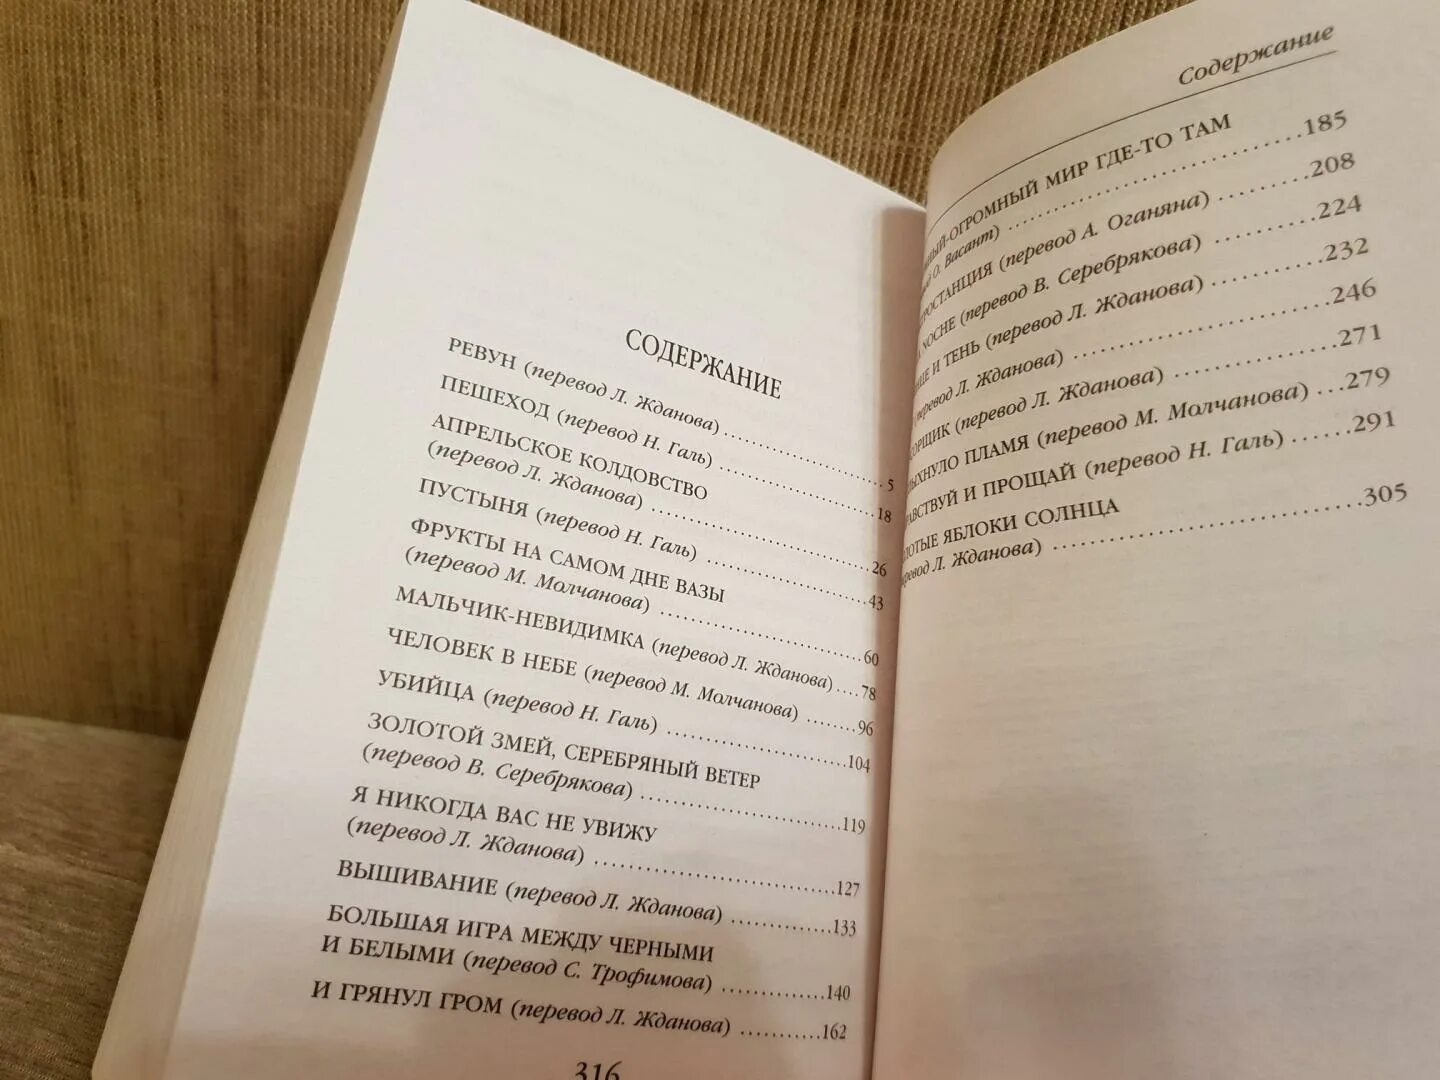 СОДЕРЖАНИЕ
РЕВУН (перевод Л. Жданова) 5
ПЕШЕХОД (перевод Н. Галь) 18
АПРЕЛЬСКОЕ КОЛДОВСТВО
(перевод Л. Жданова) 26
ПУСТЫНЯ (перевод Н. Галь) 43
ФРУКТЫ НА САМОМ ДНЕ ВАЗЫ
(перевод М. Молчанова) 60
МАЛЬЧИК-НЕВИДИМКА (перевод Л. Жданова) 78
ЧЕЛОВЕК В НЕБЕ (перевод М. Молчанова) 96
УБИЙЦА (перевод Н. Галь) 104
ЗОЛОТОЙ ЗМЕЙ, СЕРЕБРЯНЫЙ ВЕТЕР
(перевод В. Серебрякова) 119
Я НИКОГДА ВАС НЕ УВИЖУ
(перевод Л. Жданова) 127
ВЫШИВАНИЕ (перевод Л. Жданова) 133
БОЛЬШАЯ ИГРА МЕЖДУ ЧЕРНЫМИ
И БЕЛЫМИ (перевод С. Трофимова) 140
И ГРЯНУЛ ГРОМ (перевод Л. Жданова) 162
316
Содержание
МИР ГДЕ-ТО ТАМ
О. Васант) 185
(перевод А. Оганяна) 208
NOCHE (перевод В. Серебрякова) 224
И ТЕНЬ (перевод Л. Жданова) 232
(перевод Л. Жданова) 246
(перевод Л. Жданова) 271
ПЛАМЯ (перевод М. Молчанова) 279
И ПРОЩАЙ (перевод Н. Галь) 291
ЯБЛОКИ СОЛНЦА
Л. Жданова) 305